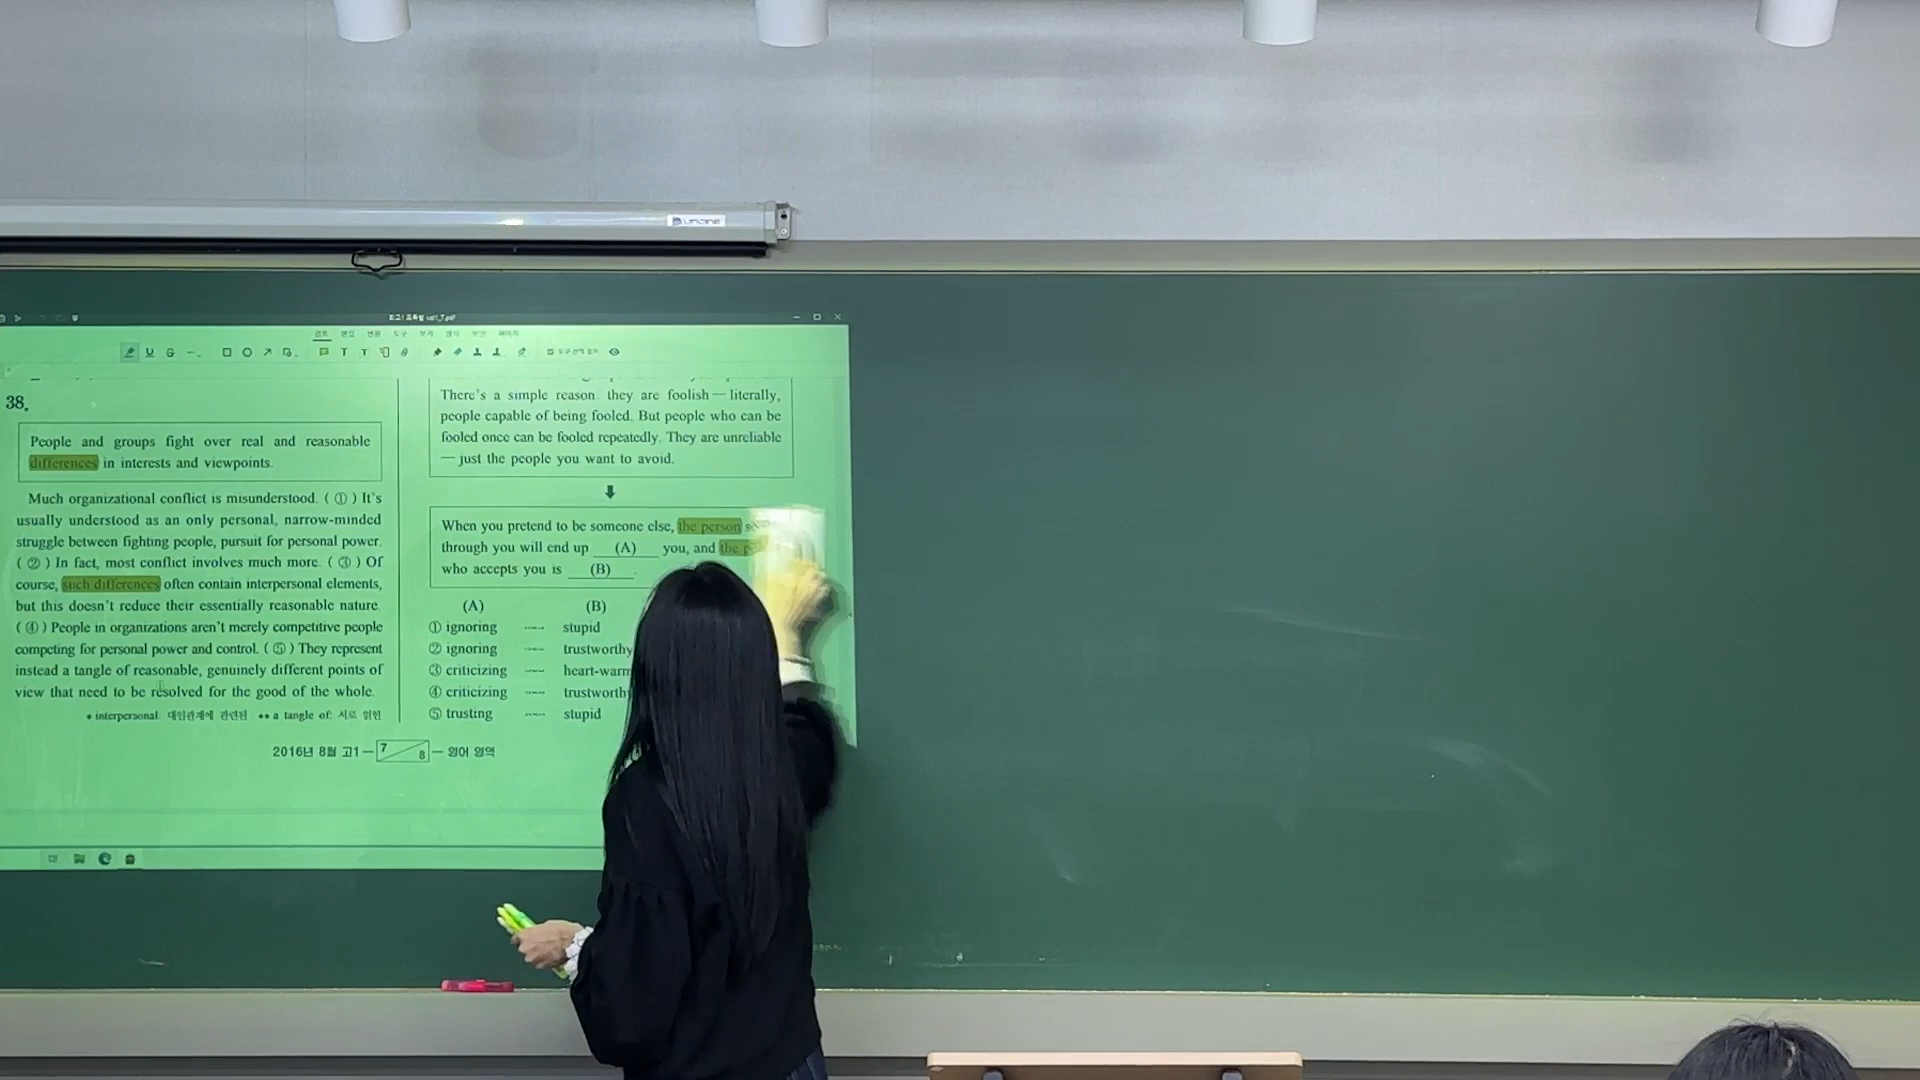 38.
People and groups fight over real and reasonable
differences in interests and viewpoints.
Much organizational conflict is misunderstood. ( ① ) It's
usually understood as an only personal, narrow-minded
struggle between fighting people, pursuit for personal power.
( ② ) In fact, most conflict involves much more. ( ③ ) Of
course, such differences often contain interpersonal elements,
but this doesn't reduce their essentially reasonable nature.
( ④ ) People in organizations aren't merely competitive people
competing for personal power and control. ( ⑤ ) They represent
instead a tangle of reasonable, genuinely different points of
view that need to be resolved for the good of the whole.
* interpersonal: 대인관계에 관련된 ** a tangle of: 서로 얽힌
There's a simple reason: they are foolish — literally,
people capable of being fooled. But people who can be
fooled once can be fooled repeatedly. They are unreliable
— just the people you want to avoid.
When you pretend to be someone else, the person
through you will end up (A) you, and the
who accepts you is (B).
(A) (B)
① ignoring ---- stupid
② ignoring ---- trustworthy
③ criticizing ---- heart-warm
④ criticizing ---- trustworthy
⑤ trusting ---- stupid
2016년 8월 고1 — 7 8 — 영어 영역